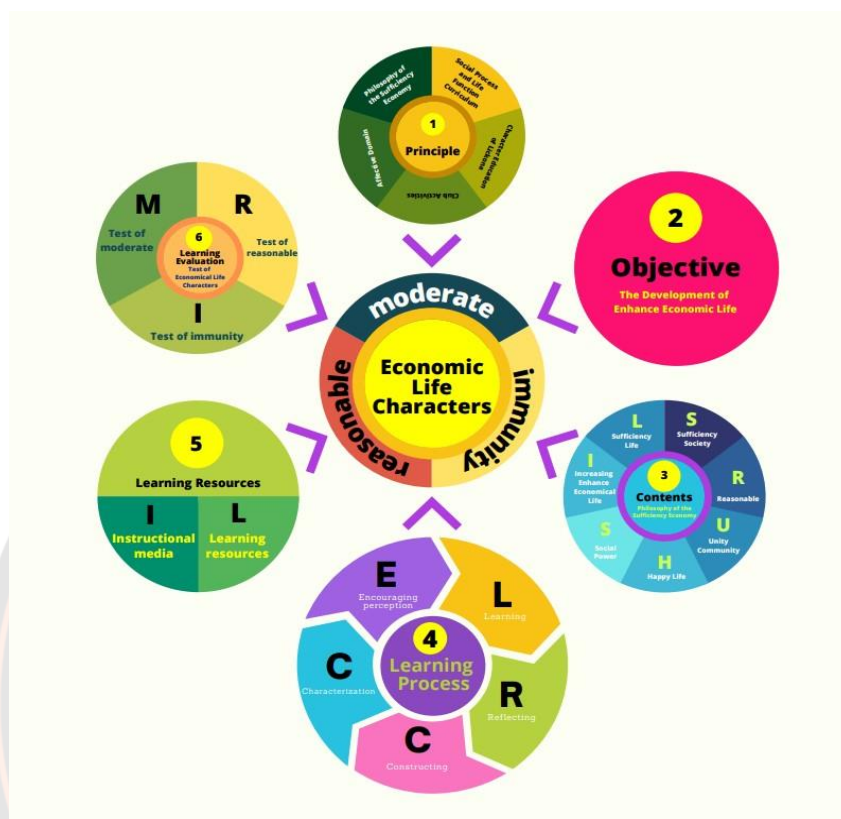 1
Principle
Philosophy of
the Sufficiency
Economy
Social Process
and Life
Function
Curriculum
Character Education
of Lickona
Club Activities
Affective Domain
2
Objective
The Development of
Enhance Economic Life
3
Contents
Philosophy of the
Sufficiency Economy
S
Sufficiency
Society
R
Reasonable
U
Unity
Community
H
Happy Life
S
Social
Power
I
Increasing
Enhance
Economical
Life
L
Sufficiency
Life
4
Learning
Process
E
Encouraging
perception
L
Learning
R
Reflecting
C
Constructing
C
Characterization
5
Learning Resources
I
Instructional
media
L
Learning
resources
6
Learning
Evaluation
Test of
Economical Life
Characters
M
Test of
moderate
R
Test of
reasonable
I
Test of immunity
moderate
immunity
reasonable
Economic
Life
Characters